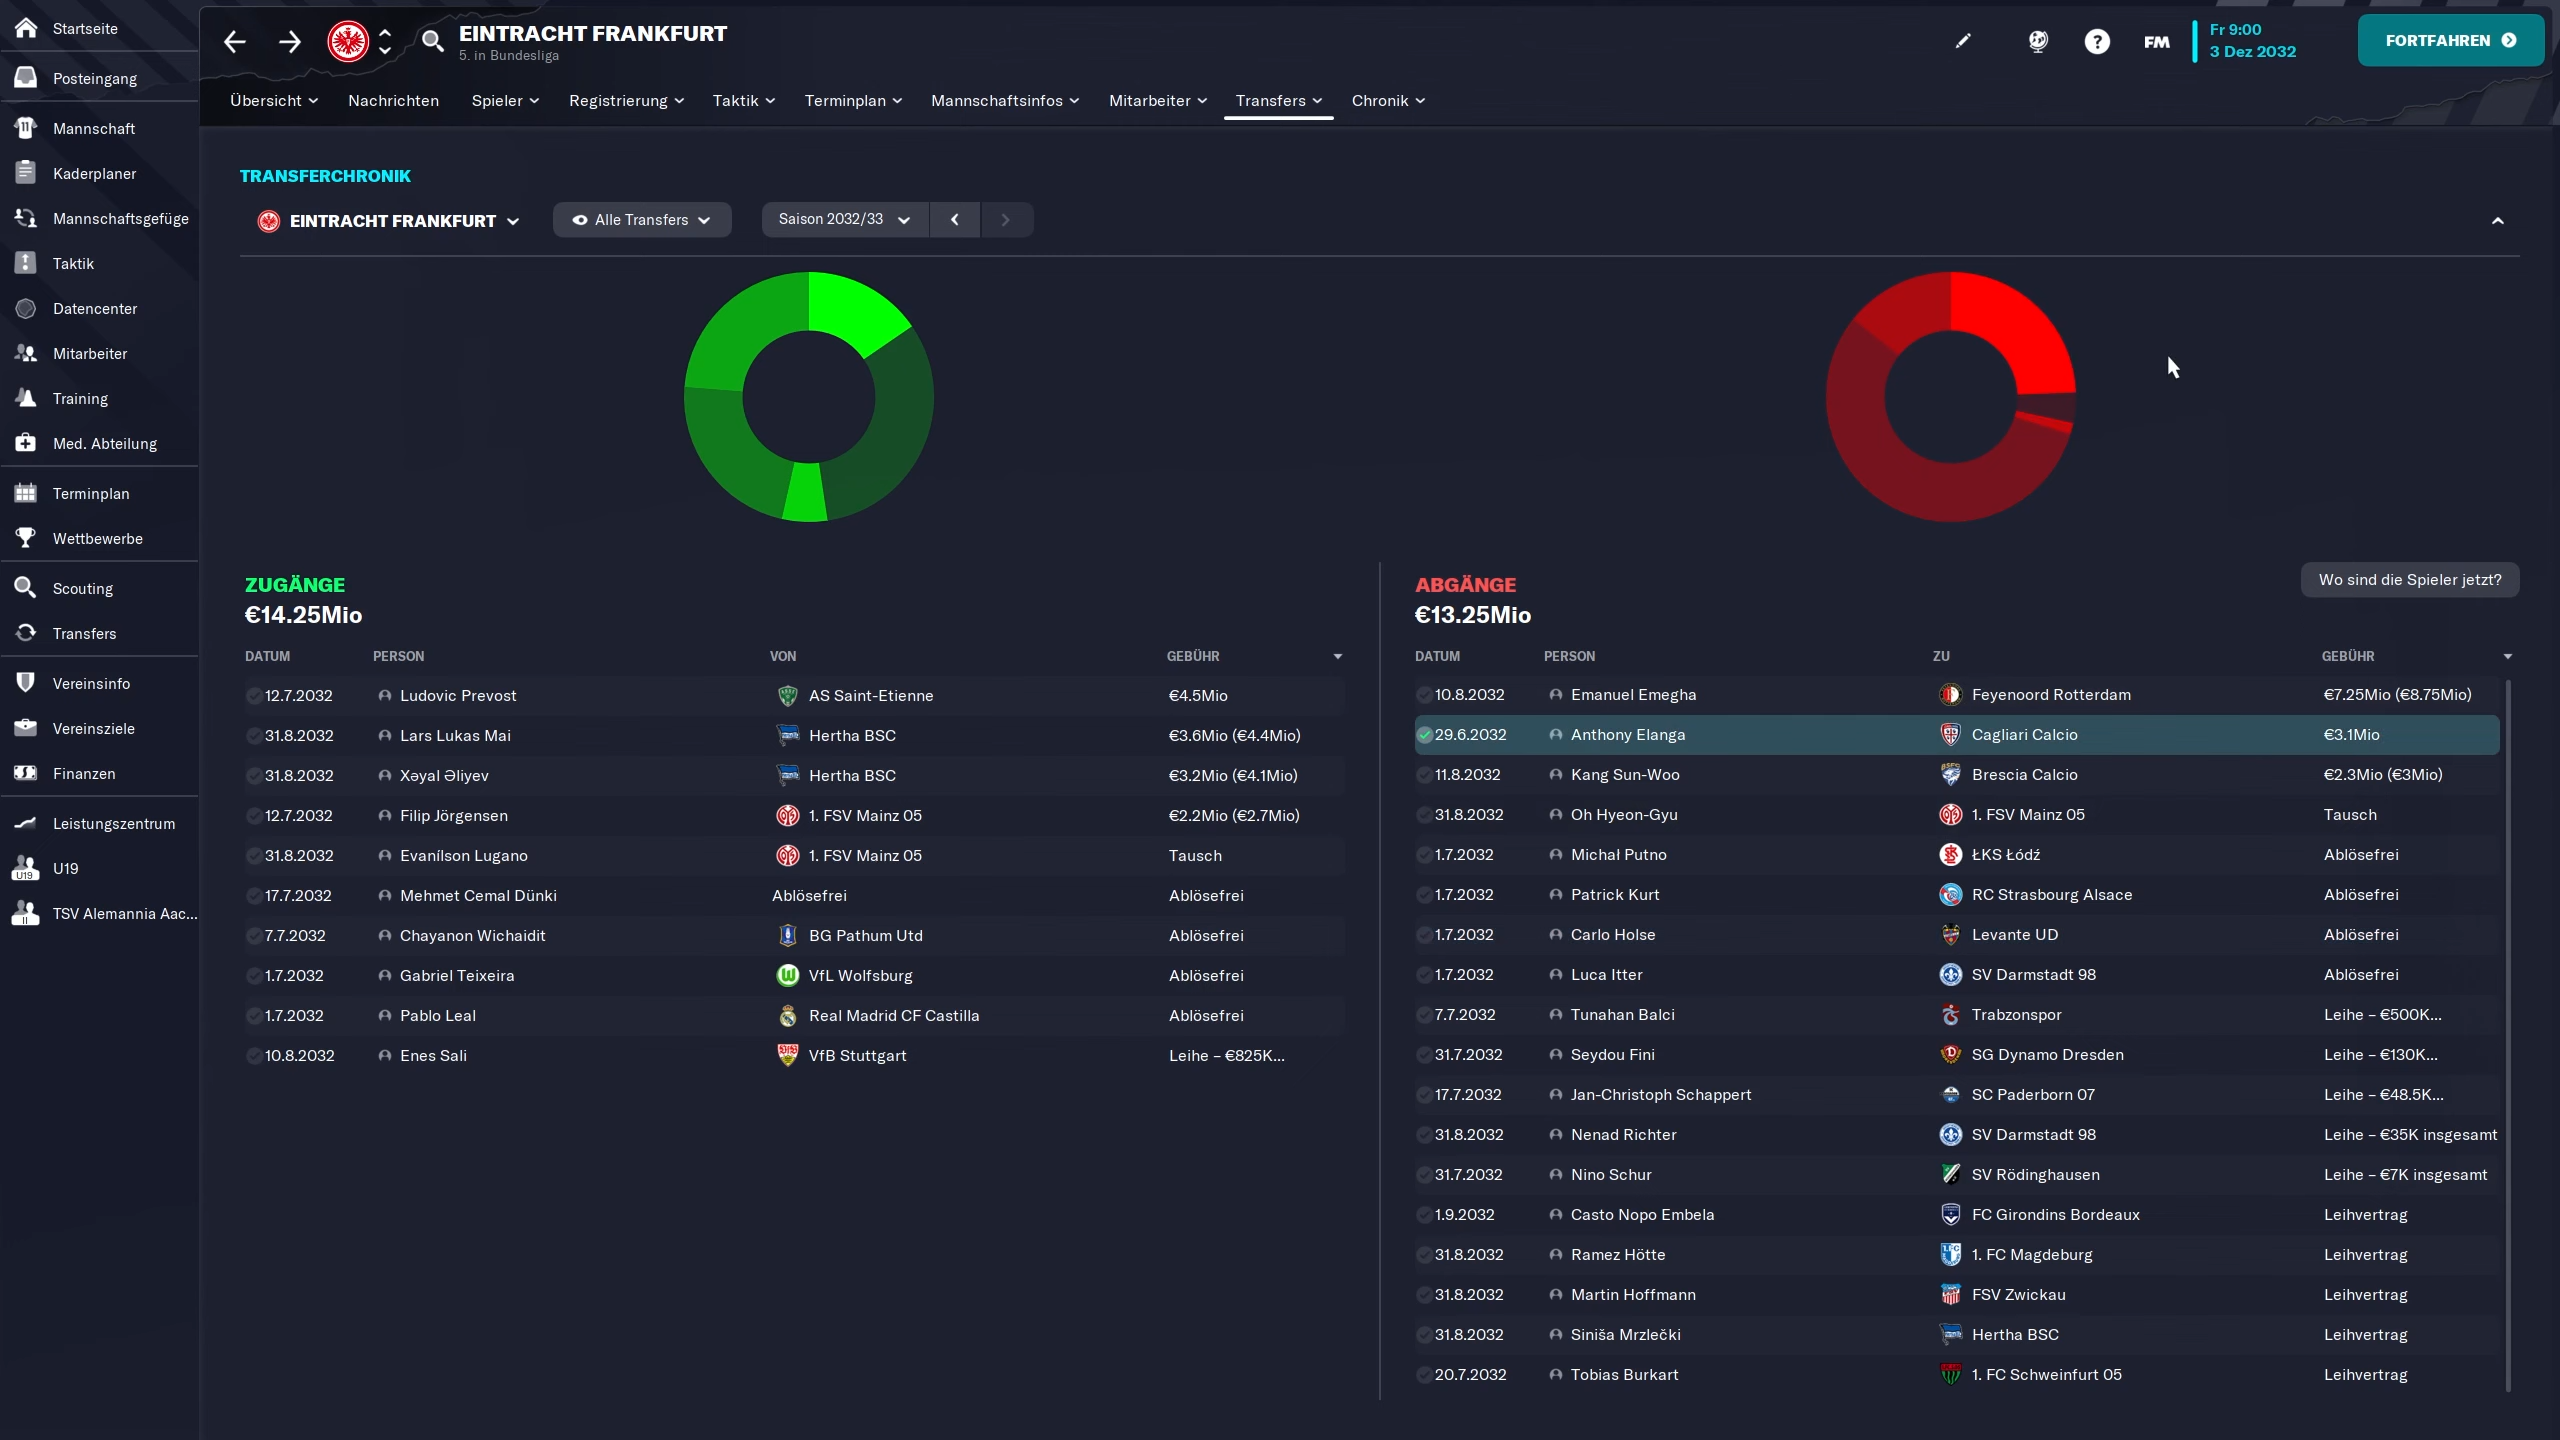 Startseite
Posteingang
Mannschaft
Kaderplaner
Mannschaftsgefüge
Taktik
Datencenter
Mitarbeiter
Training
Med. Abteilung
Terminplan
Wettbewerbe
Scouting
Transfers
Vereinsinfo
Vereinsziele
Finanzen
Leistungszentrum
U19
TSV Alemannia Aac...
EINTRACHT FRANKFURT
5. in Bundesliga
FM
Fr 9:00
3 Dez 2032
FORTFAHREN
Übersicht Nachrichten Spieler Registrierung Taktik Terminplan Mannschaftsinfos Mitarbeiter Transfers Chronik
TRANSFERCHRONIK
EINTRACHT FRANKFURT Alle Transfers Saison 2032/33
ZUGÄNGE
€14.25Mio
DATUM PERSON VON GEBÜHR
12.7.2032 Ludovic Prevost AS Saint-Etienne €4.5Mio
31.8.2032 Lars Lukas Mai Hertha BSC €3.6Mio (€4.4Mio)
31.8.2032 Xəyal Əliyev Hertha BSC €3.2Mio (€4.1Mio)
12.7.2032 Filip Jörgensen 1. FSV Mainz 05 €2.2Mio (€2.7Mio)
31.8.2032 Evanílson Lugano 1. FSV Mainz 05 Tausch
17.7.2032 Mehmet Cemal Dünki Ablösefrei Ablösefrei
7.7.2032 Chayanon Wichaidit BG Pathum Utd Ablösefrei
1.7.2032 Gabriel Teixeira VfL Wolfsburg Ablösefrei
1.7.2032 Pablo Leal Real Madrid CF Castilla Ablösefrei
10.8.2032 Enes Sali VfB Stuttgart Leihe – €825K...
ABGÄNGE
€13.25Mio
Wo sind die Spieler jetzt?
DATUM PERSON ZU GEBÜHR
10.8.2032 Emanuel Emegha Feyenoord Rotterdam €7.25Mio (€8.75Mio)
29.6.2032 Anthony Elanga Cagliari Calcio €3.1Mio
11.8.2032 Kang Sun-Woo Brescia Calcio €2.3Mio (€3Mio)
31.8.2032 Oh Hyeon-Gyu 1. FSV Mainz 05 Tausch
1.7.2032 Michal Putno ŁKS Łódź Ablösefrei
1.7.2032 Patrick Kurt RC Strasbourg Alsace Ablösefrei
1.7.2032 Carlo Holse Levante UD Ablösefrei
1.7.2032 Luca Itter SV Darmstadt 98 Ablösefrei
7.7.2032 Tunahan Balci Trabzonspor Leihe – €500K...
31.7.2032 Seydou Fini SG Dynamo Dresden Leihe – €130K...
17.7.2032 Jan-Christoph Schappert SC Paderborn 07 Leihe – €48.5K...
31.8.2032 Nenad Richter SV Darmstadt 98 Leihe – €35K insgesamt
31.7.2032 Nino Schur SV Rödinghausen Leihe – €7K insgesamt
1.9.2032 Casto Nopo Embela FC Girondins Bordeaux Leihvertrag
31.8.2032 Ramez Hötte 1. FC Magdeburg Leihvertrag
31.8.2032 Martin Hoffmann FSV Zwickau Leihvertrag
31.8.2032 Siniša Mrzlečki Hertha BSC Leihvertrag
20.7.2032 Tobias Burkart 1. FC Schweinfurt 05 Leihvertrag